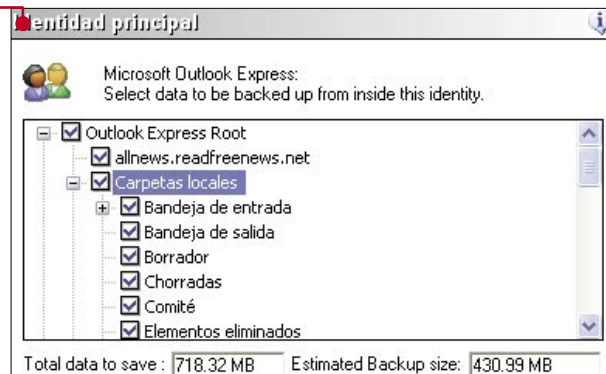 Identidad principal
Microsoft Outlook Express:
Select data to be backed up from inside this identity.
Outlook Express Root
allnews.readfreenews.net
Carpetas locales
Bandeja de entrada
Bandeja de salida
Borrador
Chorradas
Comité
Elementos eliminados
Total data to save : 718.32 MB Estimated Backup size: 430.99 MB